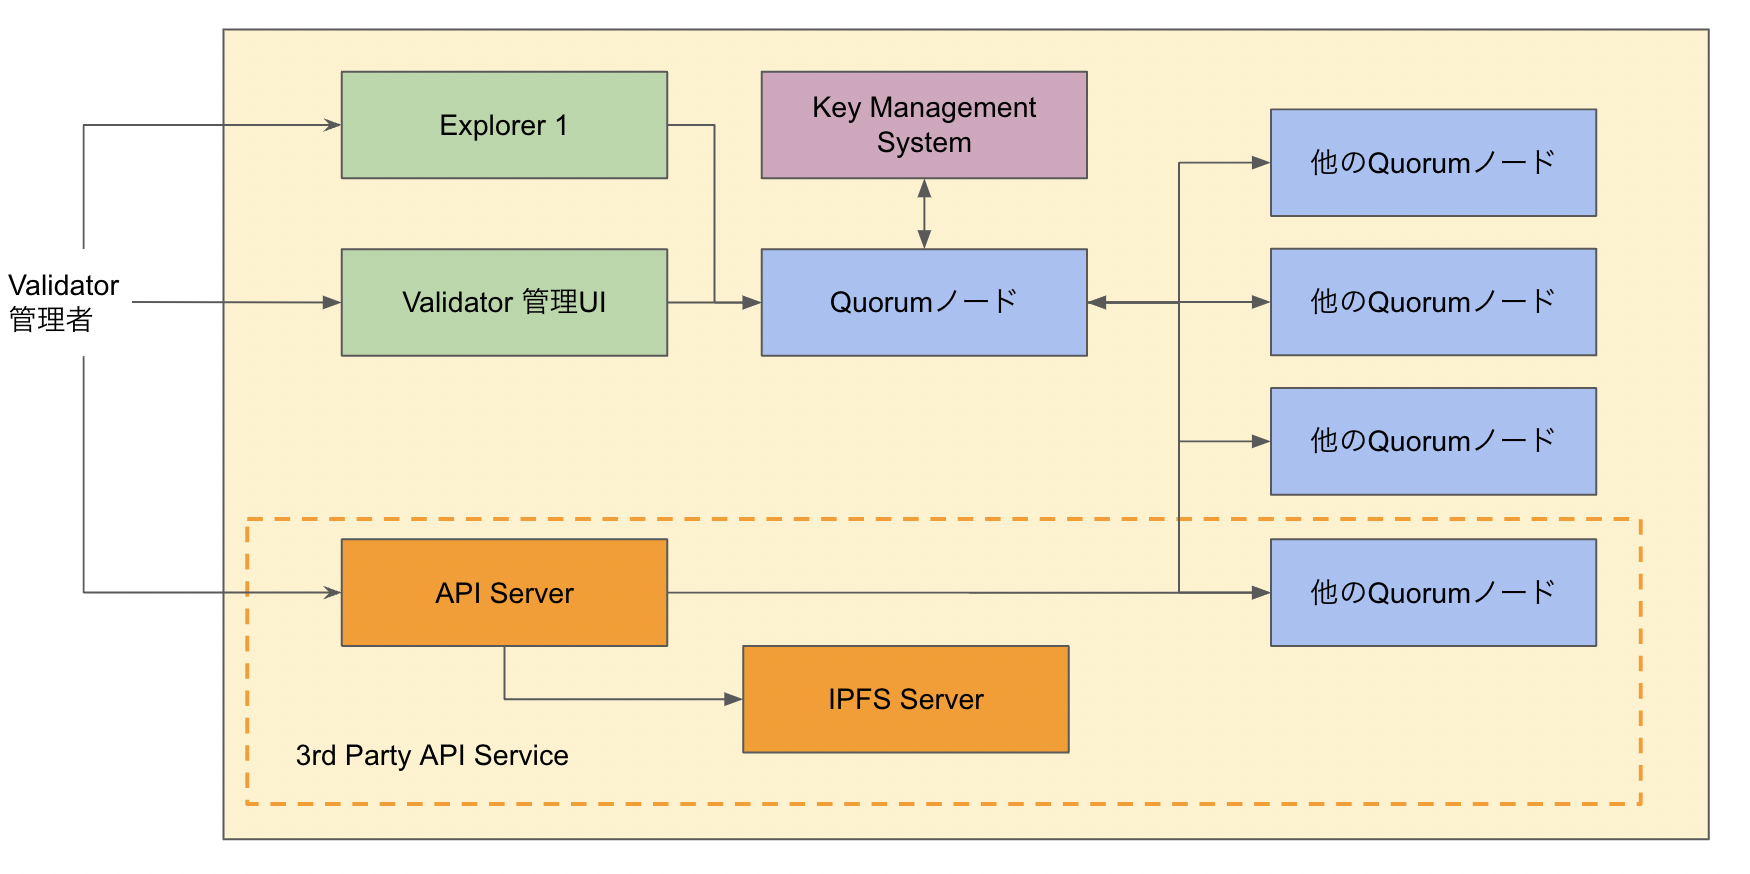 Explorer 1
Key Management
System
他のQuorumノード
Validator
管理者
Validator 管理UI
Quorumノード
他のQuorumノード
他のQuorumノード
API Server
他のQuorumノード
IPFS Server
3rd Party API Service